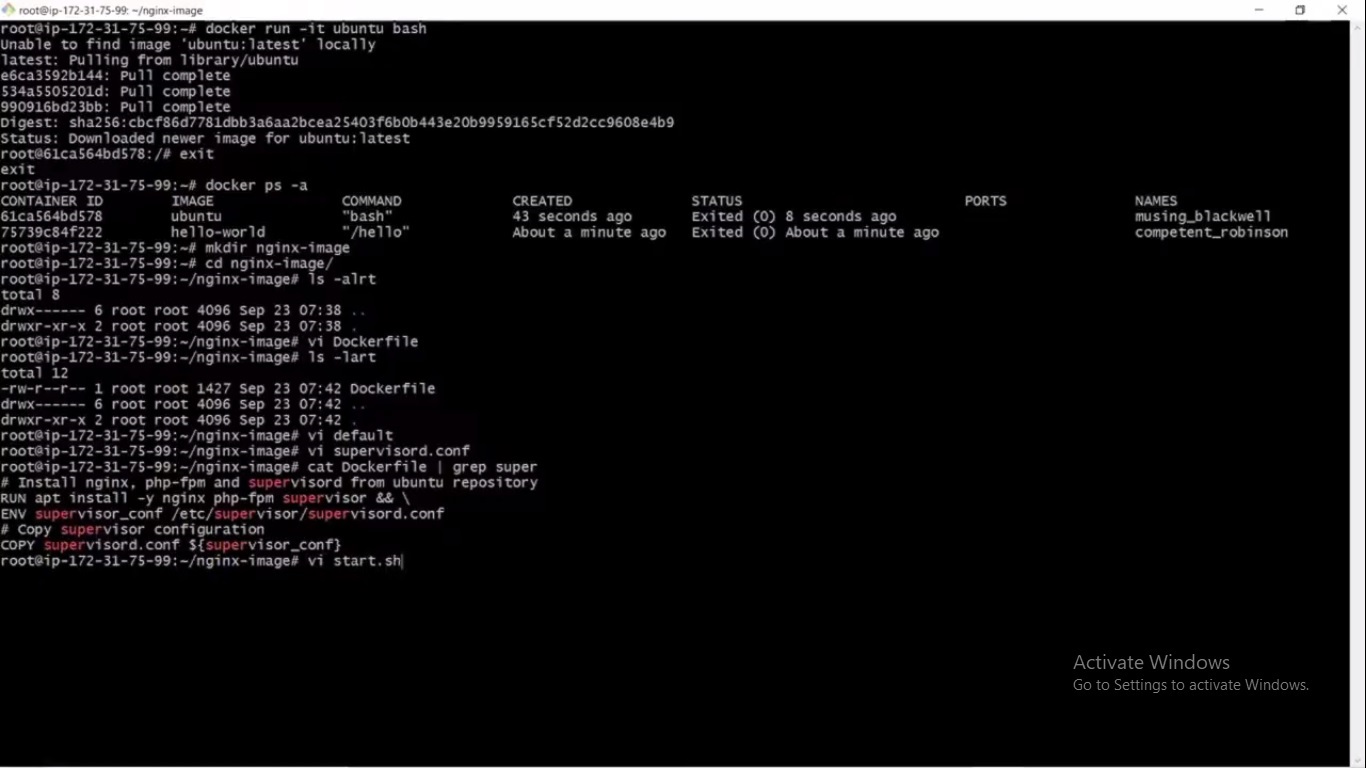 root@ip-172-31-75-99: ~/nginx-image
root@ip-172-31-75-99:~# docker run -it ubuntu bash
Unable to find image 'ubuntu:latest' locally
latest: Pulling from library/ubuntu
e6ca3592b144: Pull complete
534a5505201d: Pull complete
990916bd23bb: Pull complete
Digest: sha256:cbcf86d7781dbb3a6aa2bcea25403f6b0b443e20b9959165cf52d2cc9608e4b9
Status: Downloaded newer image for ubuntu:latest
root@61ca564bd578:/# exit
exit
root@ip-172-31-75-99:~# docker ps -a
CONTAINER ID IMAGE COMMAND CREATED STATUS PORTS NAMES
61ca564bd578 ubuntu "bash" 43 seconds ago Exited (0) 8 seconds ago musing_blackwell
75739c84f222 hello-world "/hello" About a minute ago Exited (0) About a minute ago competent_robinson
root@ip-172-31-75-99:~# mkdir nginx-image
root@ip-172-31-75-99:~# cd nginx-image/
root@ip-172-31-75-99:~/nginx-image# ls -alrt
total 8
drwx------ 6 root root 4096 Sep 23 07:38 ..
drwxr-xr-x 2 root root 4096 Sep 23 07:38 .
root@ip-172-31-75-99:~/nginx-image# vi Dockerfile
root@ip-172-31-75-99:~/nginx-image# ls -lart
total 12
-rw-r--r-- 1 root root 1427 Sep 23 07:42 Dockerfile
drwx------ 6 root root 4096 Sep 23 07:42 ..
drwxr-xr-x 2 root root 4096 Sep 23 07:42 .
root@ip-172-31-75-99:~/nginx-image# vi default
root@ip-172-31-75-99:~/nginx-image# vi supervisord.conf
root@ip-172-31-75-99:~/nginx-image# cat Dockerfile | grep super
# Install nginx, php-fpm and supervisord from ubuntu repository
RUN apt install -y nginx php-fpm supervisor && \
ENV supervisor_conf /etc/supervisor/supervisord.conf
# Copy supervisor configuration
COPY supervisord.conf ${supervisor_conf}
root@ip-172-31-75-99:~/nginx-image# vi start.sh
Activate Windows
Go to Settings to activate Windows.